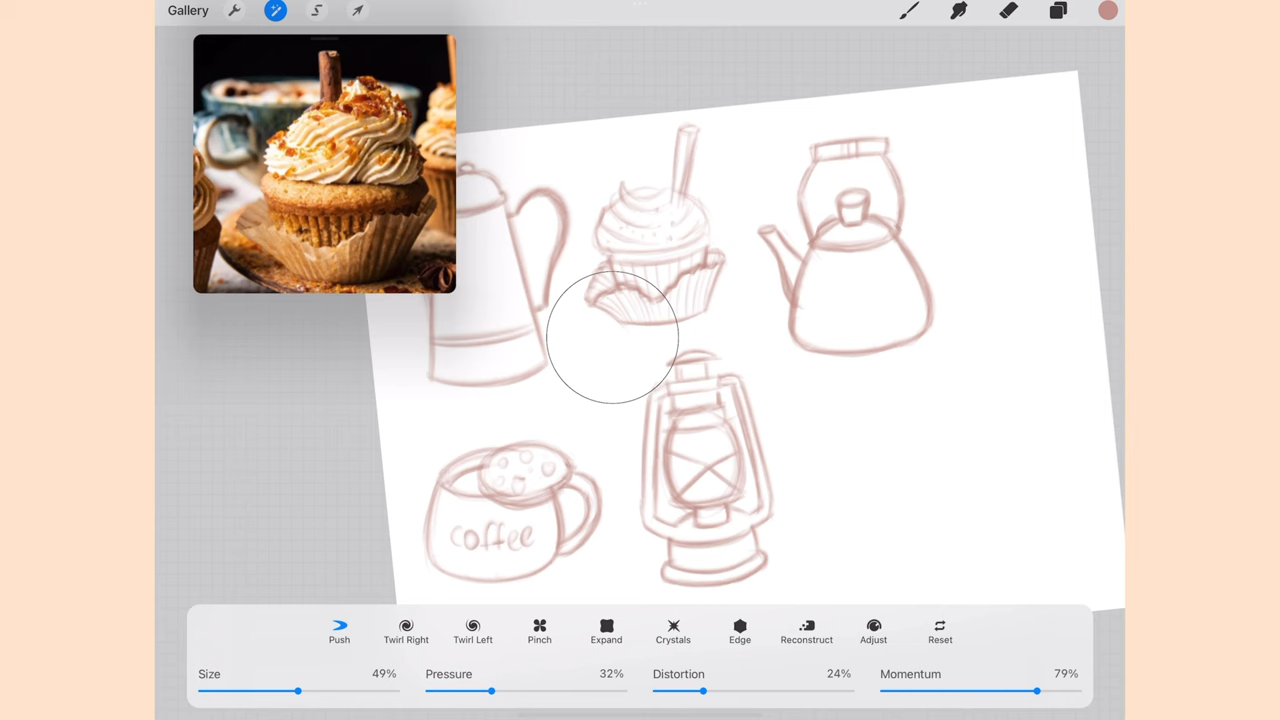 Gallery
coffee
Push
Twirl Right
Twirl Left
Pinch
Expand
Crystals
Edge
Reconstruct
Adjust
Reset
Size 49%
Pressure 32%
Distortion 24%
Momentum 79%